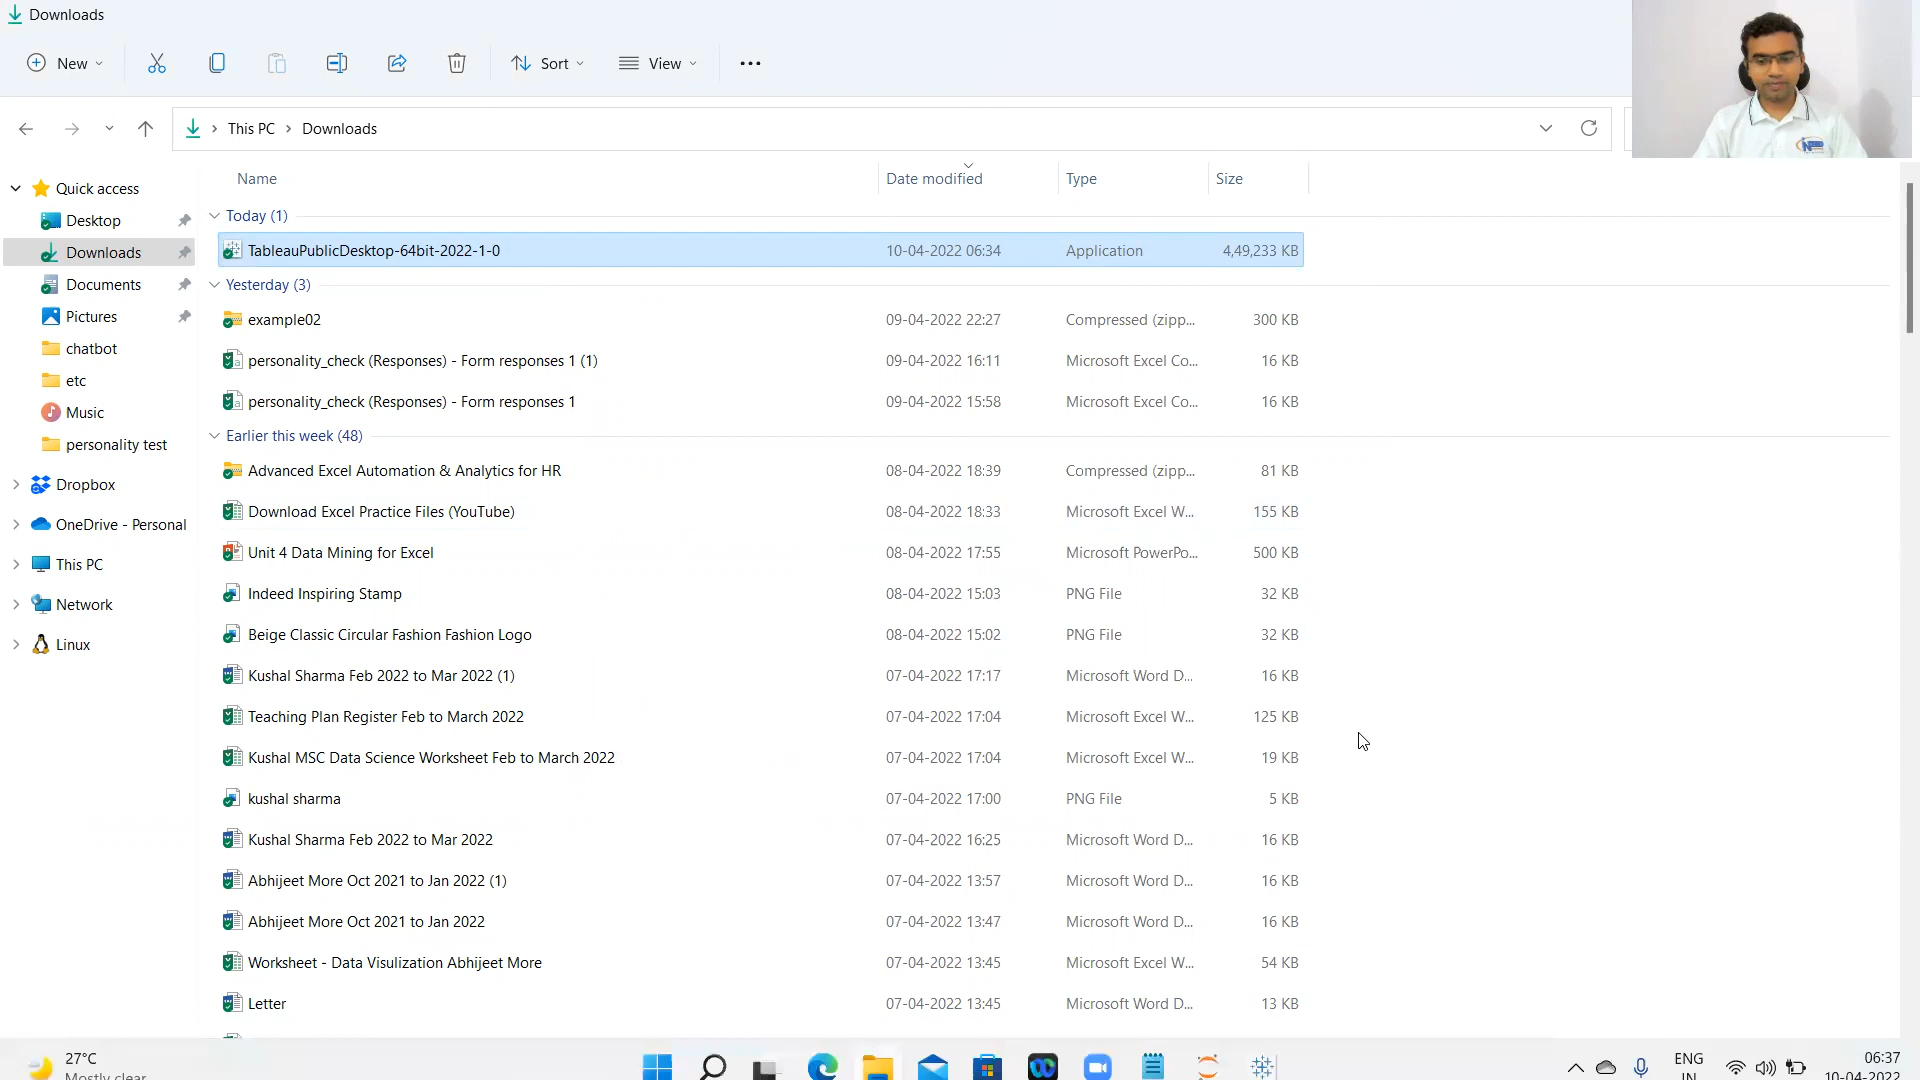 Downloads
New
Sort
View
This PC
Downloads
Name
Date modified
Type
Size
Quick access
Desktop
Downloads
Documents
Pictures
chatbot
etc
Music
personality test
Dropbox
OneDrive - Personal
This PC
Network
Linux
Today (1)
TableauPublicDesktop-64bit-2022-1-0 10-04-2022 06:34 Application 4,49,233 KB
Yesterday (3)
example02 09-04-2022 22:27 Compressed (zipp... 300 KB
personality_check (Responses) - Form responses 1 (1) 09-04-2022 16:11 Microsoft Excel Co... 16 KB
personality_check (Responses) - Form responses 1 09-04-2022 15:58 Microsoft Excel Co... 16 KB
Earlier this week (48)
Advanced Excel Automation & Analytics for HR 08-04-2022 18:39 Compressed (zipp... 81 KB
Download Excel Practice Files (YouTube) 08-04-2022 18:33 Microsoft Excel W... 155 KB
Unit 4 Data Mining for Excel 08-04-2022 17:55 Microsoft PowerPo... 500 KB
Indeed Inspiring Stamp 08-04-2022 15:03 PNG File 32 KB
Beige Classic Circular Fashion Fashion Logo 08-04-2022 15:02 PNG File 32 KB
Kushal Sharma Feb 2022 to Mar 2022 (1) 07-04-2022 17:17 Microsoft Word D... 16 KB
Teaching Plan Register Feb to March 2022 07-04-2022 17:04 Microsoft Excel W... 125 KB
Kushal MSC Data Science Worksheet Feb to March 2022 07-04-2022 17:04 Microsoft Excel W... 19 KB
kushal sharma 07-04-2022 17:00 PNG File 5 KB
Kushal Sharma Feb 2022 to Mar 2022 07-04-2022 16:25 Microsoft Word D... 16 KB
Abhijeet More Oct 2021 to Jan 2022 (1) 07-04-2022 13:57 Microsoft Word D... 16 KB
Abhijeet More Oct 2021 to Jan 2022 07-04-2022 13:47 Microsoft Word D... 16 KB
Worksheet - Data Visulization Abhijeet More 07-04-2022 13:45 Microsoft Excel W... 54 KB
Letter 07-04-2022 13:45 Microsoft Word D... 13 KB
27°C
Mostly clear
ENG
IN
06:37
10-04-2022